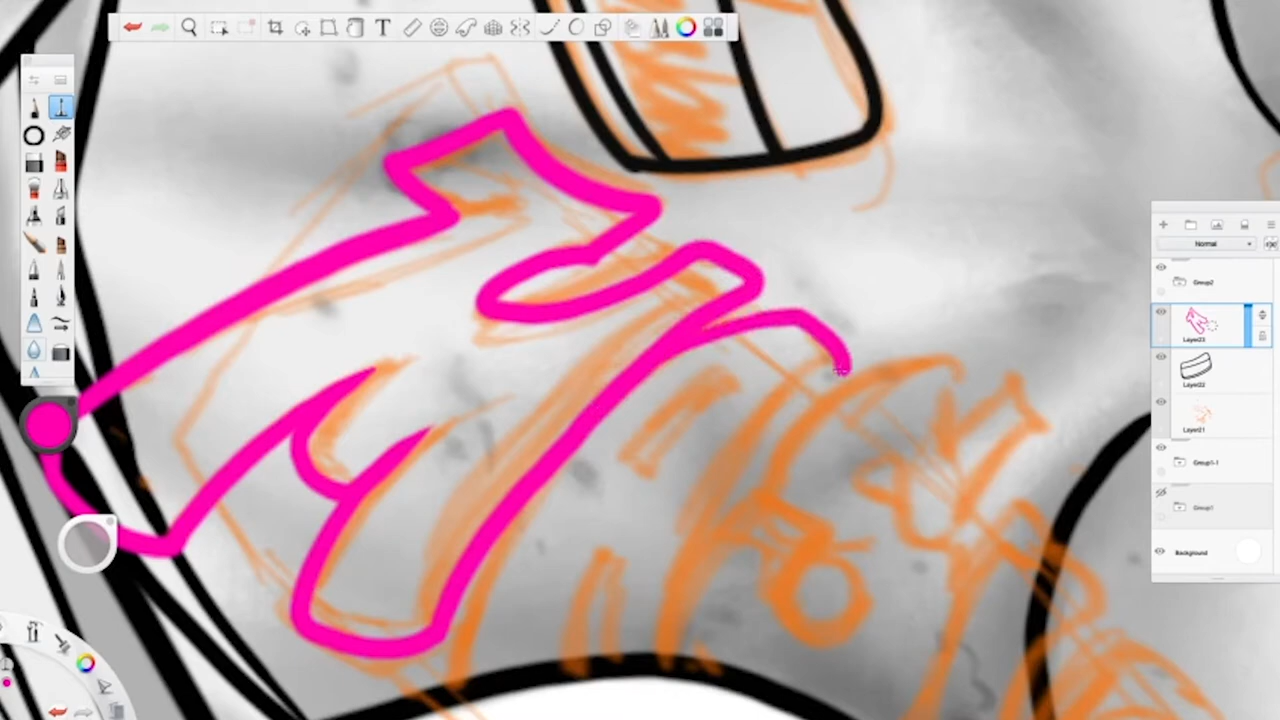 T
Normal
Group2
Layer23
Layer22
Layer21
Group1-1
Group1
Background